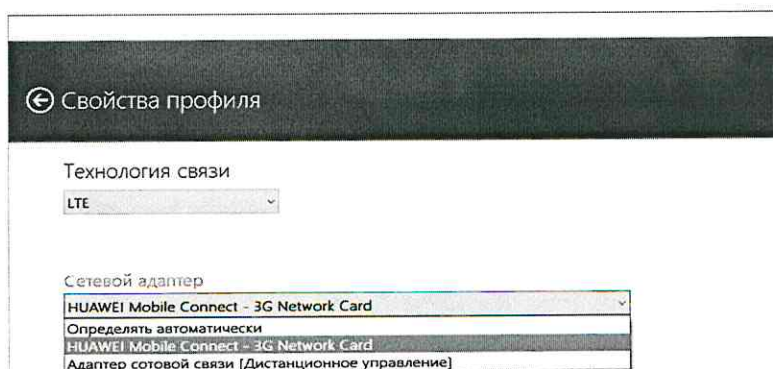 Свойства профиля
Технология связи
LTE
Сетевой адаптер
HUAWEI Mobile Connect - 3G Network Card
Определять автоматически
HUAWEI Mobile Connect - 3G Network Card
Адаптер сотовой связи [Дистанционное управление]